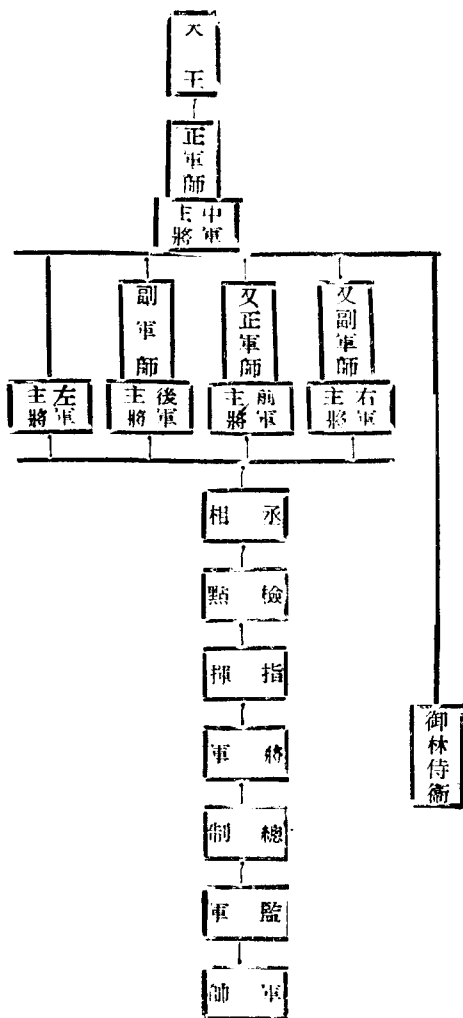 天王
正軍師
中軍
主將
又副軍師
又正軍師
副軍師
右軍
主將
前軍
主將
後軍
主將
左軍
主將
丞相
檢點
指揮
將軍
總制
監軍
軍帥
御林侍衛